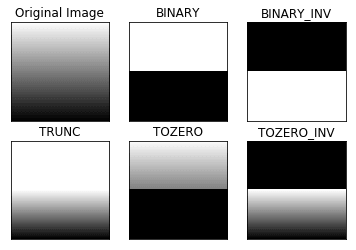 Original Image
BINARY
BINARY_INV
TRUNC
TOZERO
TOZERO_INV